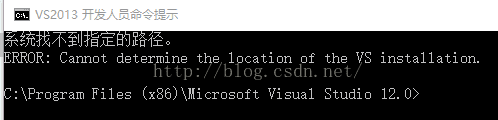 VS2013 开发人员命令提示
系统找不到指定的路径。
ERROR: Cannot determine the location of the VS installation.
http://blog.csdn.net/
C:\Program Files (x86)\Microsoft Visual Studio 12.0>